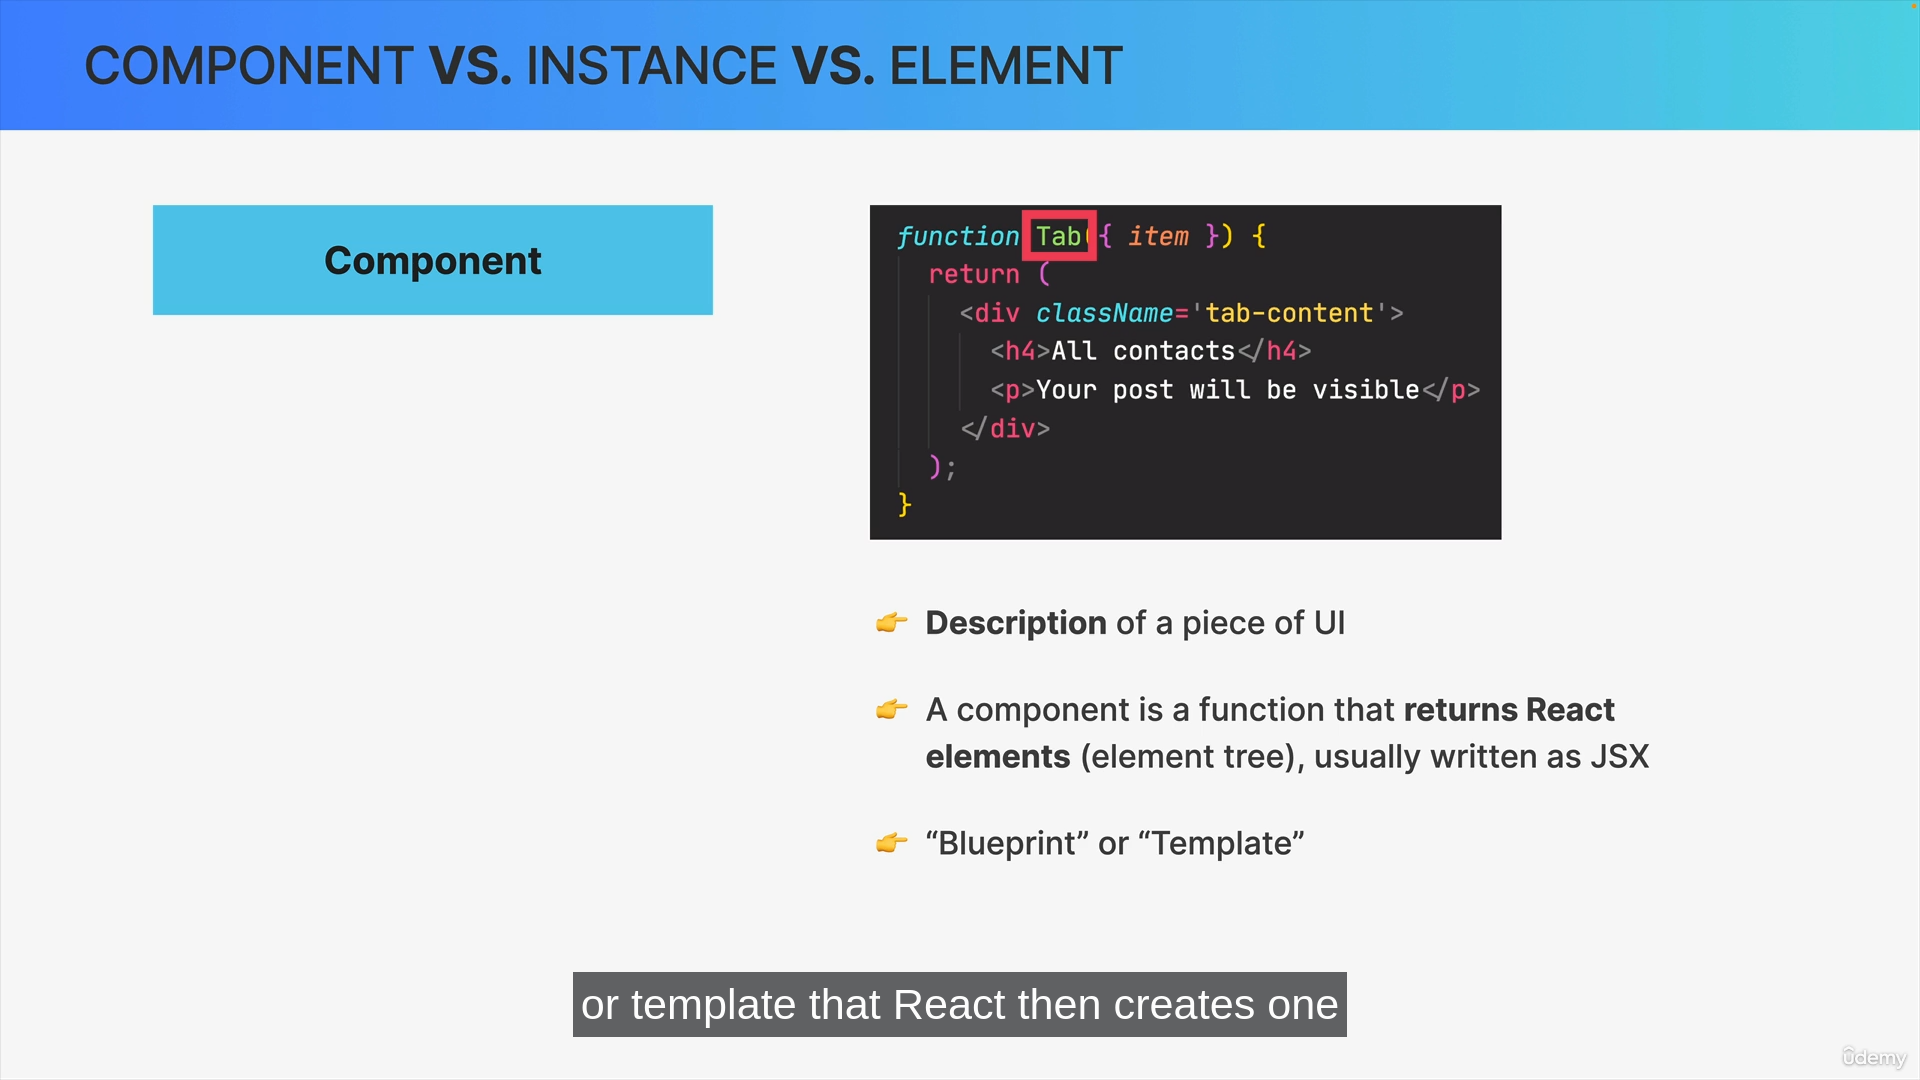 COMPONENT VS. INSTANCE VS. ELEMENT
Component
function Tab({ item }) {
return (
<div className='tab-content'>
<h4>All contacts</h4>
<p>Your post will be visible</p>
</div>
);
}
👉 Description of a piece of UI
👉 A component is a function that returns React
elements (element tree), usually written as JSX
👉 “Blueprint” or “Template”
or template that React then creates one
ûdemy